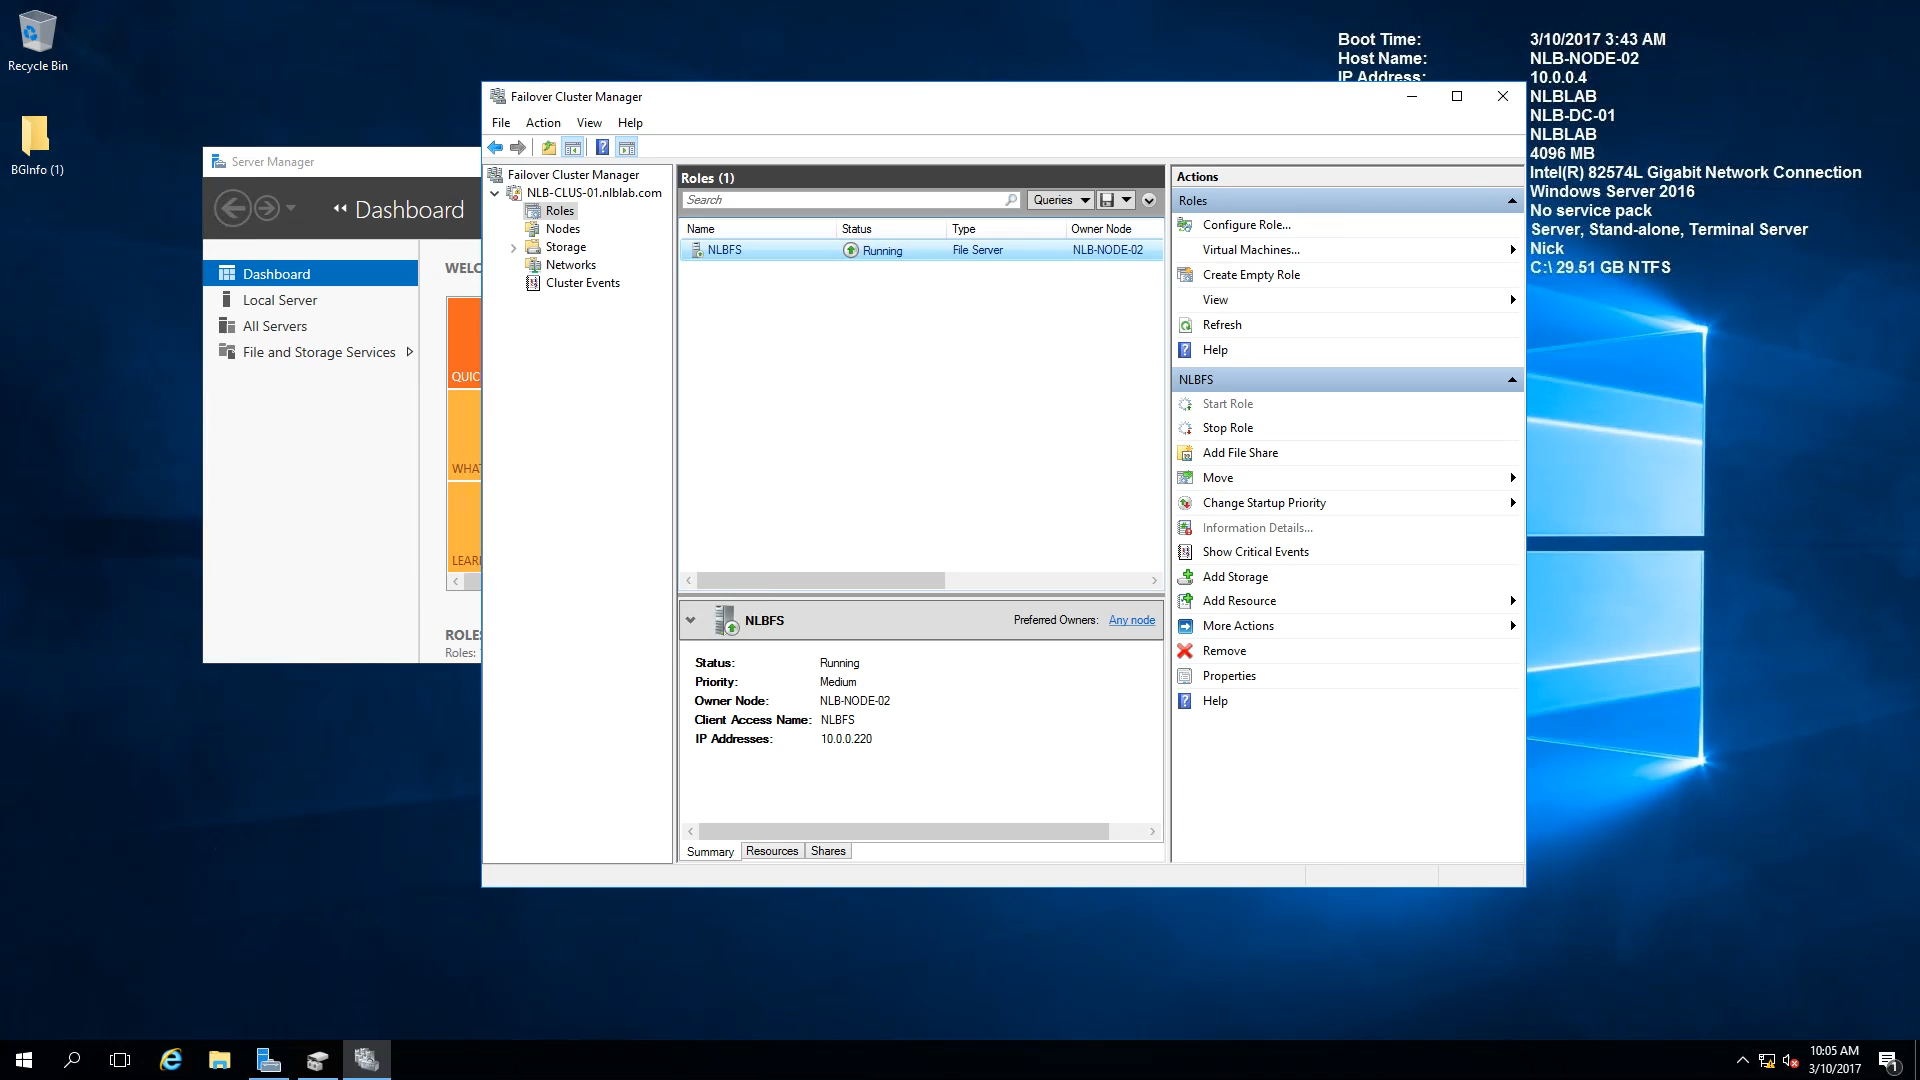 Recycle Bin
BGInfo (1)
Boot Time: 3/10/2017 3:43 AM
Host Name: NLB-NODE-02
IP Address: 10.0.0.4
NLBLAB
NLB-DC-01
NLBLAB
4096 MB
Intel(R) 82574L Gigabit Network Connection
Windows Server 2016
No service pack
Server, Stand-alone, Terminal Server
Nick
C:\ 29.51 GB NTFS
Server Manager
Dashboard
Dashboard
Local Server
All Servers
File and Storage Services
WELC
QUIC
WHA
LEAR
ROLE
Roles:
Failover Cluster Manager
File Action View Help
Failover Cluster Manager
NLB-CLUS-01.nlblab.com
Roles
Nodes
Storage
Networks
Cluster Events
Roles (1)
Search Queries
Name Status Type Owner Node
NLBFS Running File Server NLB-NODE-02
NLBFS Preferred Owners: Any node
Status: Running
Priority: Medium
Owner Node: NLB-NODE-02
Client Access Name: NLBFS
IP Addresses: 10.0.0.220
Summary Resources Shares
Actions
Roles
Configure Role...
Virtual Machines...
Create Empty Role
View
Refresh
Help
NLBFS
Start Role
Stop Role
Add File Share
Move
Change Startup Priority
Information Details...
Show Critical Events
Add Storage
Add Resource
More Actions
Remove
Properties
Help
10:05 AM
3/10/2017
1